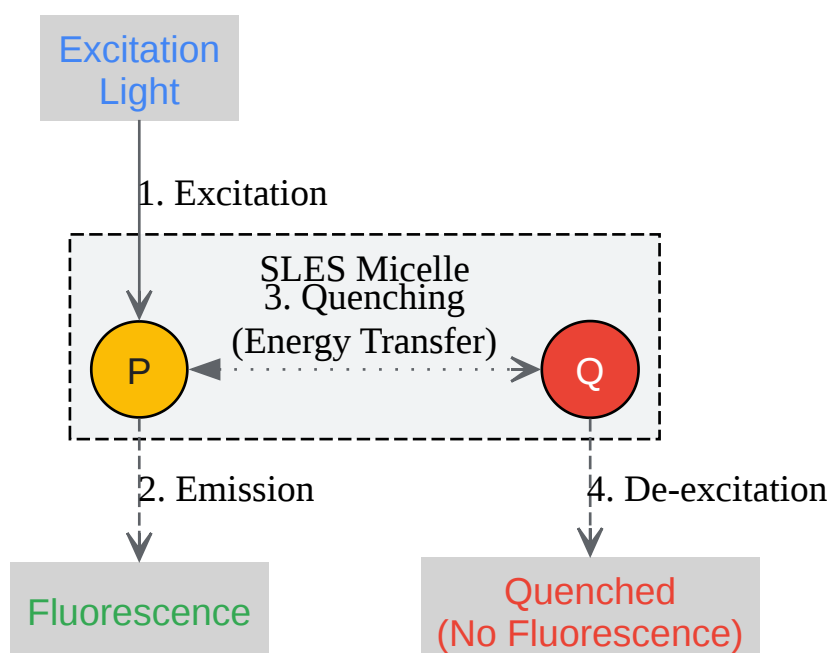 Excitation
Light
1. Excitation
SLES Micelle
3. Quenching
(Energy Transfer)
P
Q
2. Emission
4. De-excitation
Fluorescence
Quenched
(No Fluorescence)